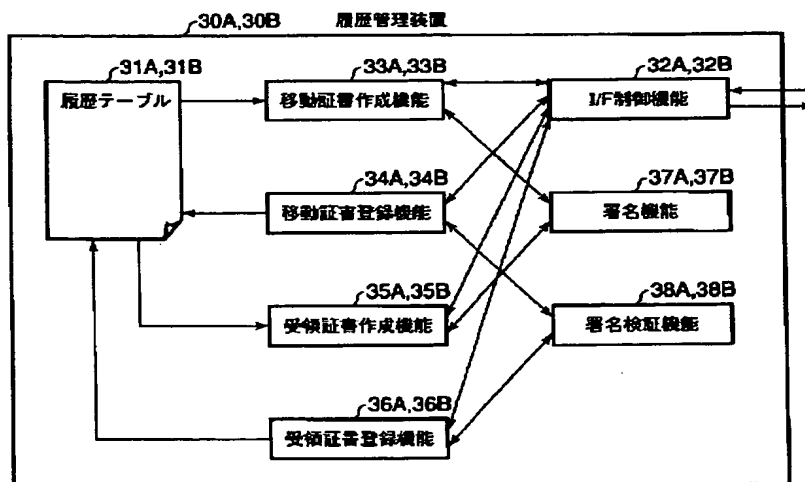 30A,30B 履歴管理装置
31A,31B
履歴テーブル
33A,33B
移動証書作成機能
32A,32B
I/F制御機能
34A,34B
移動証書登録機能
37A,37B
署名機能
35A,35B
受領証書作成機能
38A,38B
署名検証機能
36A,36B
受領証書登録機能